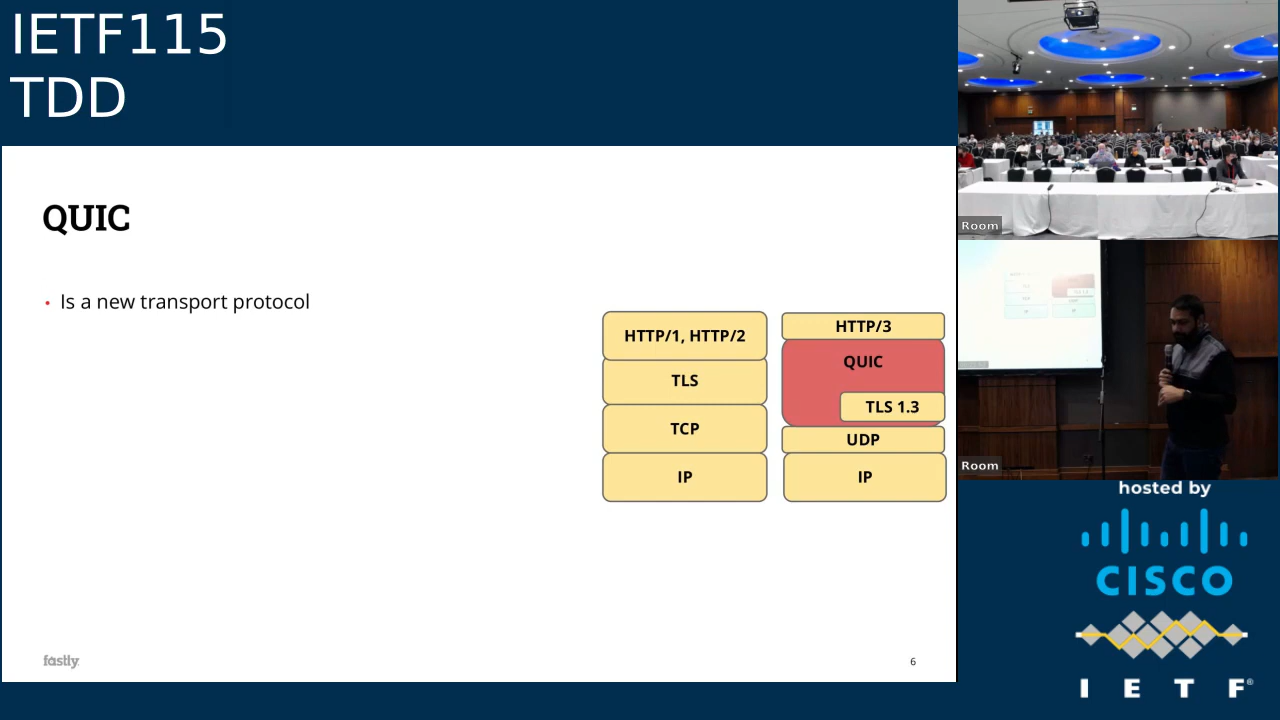 IETF115
TDD
QUIC
• Is a new transport protocol
HTTP/1, HTTP/2
TLS
TCP
IP
HTTP/3
QUIC
TLS 1.3
UDP
IP
fastly
6
Room
Room
hosted by
CISCO
I E T F®